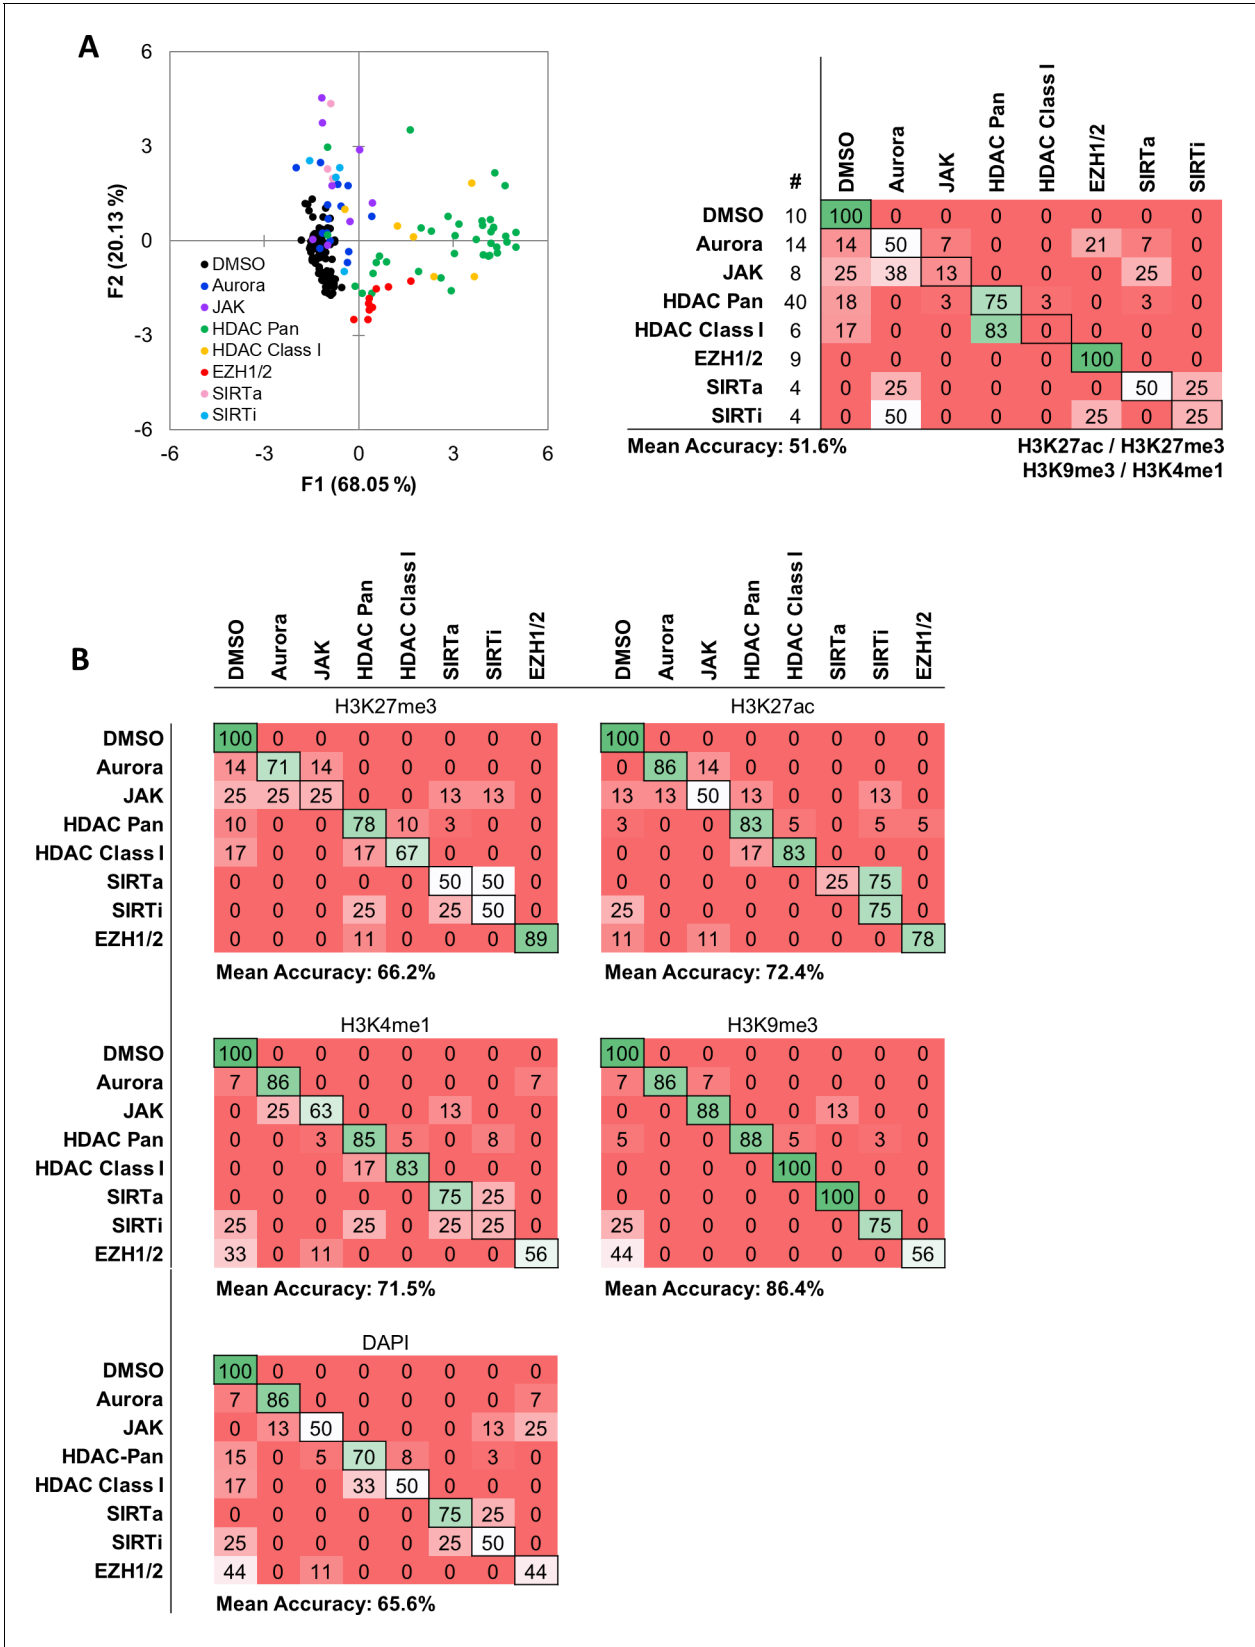 A
6
3
0
-3
-6
-6 -3 0 3 6
F2 (20.13 %)
F1 (68.05 %)
DMSO
Aurora
JAK
HDAC Pan
HDAC Class I
EZH1/2
SIRTa
SIRTi
# DMSO Aurora JAK HDAC Pan HDAC Class I EZH1/2 SIRTa SIRTi
DMSO 10 100 0 0 0 0 0 0 0
Aurora 14 14 50 7 0 0 21 7 0
JAK 8 25 38 13 0 0 0 25 0
HDAC Pan 40 18 0 3 75 3 0 3 0
HDAC Class I 6 17 0 0 83 0 0 0 0
EZH1/2 9 0 0 0 0 0 100 0 0
SIRTa 4 0 25 0 0 0 0 50 25
SIRTi 4 0 50 0 0 0 25 0 25
Mean Accuracy: 51.6% H3K27ac / H3K27me3
H3K9me3 / H3K4me1
B
DMSO Aurora JAK HDAC Pan HDAC Class I SIRTa SIRTi EZH1/2
DMSO Aurora JAK HDAC Pan HDAC Class I SIRTa SIRTi EZH1/2
H3K27me3 H3K27ac
DMSO 100 0 0 0 0 0 0 0 100 0 0 0 0 0 0 0
Aurora 14 71 14 0 0 0 0 0 0 86 14 0 0 0 0 0
JAK 25 25 25 0 0 13 13 0 13 13 50 13 0 0 13 0
HDAC Pan 10 0 0 78 10 3 0 0 3 0 0 83 5 0 5 5
HDAC Class I 17 0 0 17 67 0 0 0 0 0 0 17 83 0 0 0
SIRTa 0 0 0 0 0 50 50 0 0 0 0 0 0 25 75 0
SIRTi 0 0 0 25 0 25 50 0 25 0 0 0 0 0 75 0
EZH1/2 0 0 0 11 0 0 0 89 11 0 11 0 0 0 0 78
Mean Accuracy: 66.2% Mean Accuracy: 72.4%
H3K4me1 H3K9me3
DMSO 100 0 0 0 0 0 0 0 100 0 0 0 0 0 0 0
Aurora 7 86 0 0 0 0 0 7 7 86 7 0 0 0 0 0
JAK 0 25 63 0 0 13 0 0 0 0 88 0 0 13 0 0
HDAC Pan 0 0 3 85 5 0 8 0 5 0 0 88 5 0 3 0
HDAC Class I 0 0 0 17 83 0 0 0 0 0 0 0 100 0 0 0
SIRTa 0 0 0 0 0 75 25 0 0 0 0 0 0 100 0 0
SIRTi 25 0 0 25 0 25 25 0 25 0 0 0 0 0 75 0
EZH1/2 33 0 11 0 0 0 0 56 44 0 0 0 0 0 0 56
Mean Accuracy: 71.5% Mean Accuracy: 86.4%
DAPI
DMSO 100 0 0 0 0 0 0 0
Aurora 7 86 0 0 0 0 0 7
JAK 0 13 50 0 0 0 13 25
HDAC-Pan 15 0 5 70 8 0 3 0
HDAC Class I 17 0 0 33 50 0 0 0
SIRTa 0 0 0 0 0 75 25 0
SIRTi 25 0 0 0 0 25 50 0
EZH1/2 44 0 11 0 0 0 0 44
Mean Accuracy: 65.6%